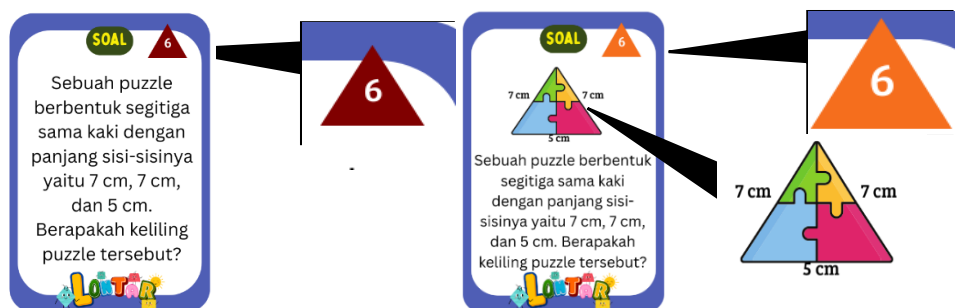 SOAL
6
Sebuah puzzle
berbentuk segitiga
sama kaki dengan
panjang sisi-sisinya
yaitu 7 cm, 7 cm,
dan 5 cm.
Berapakah keliling
puzzle tersebut?
LONTAR
6
-
SOAL
6
7 cm
7 cm
5 cm
Sebuah puzzle berbentuk
segitiga sama kaki
dengan panjang sisi-
sisinya yaitu 7 cm, 7 cm,
dan 5 cm. Berapakah
keliling puzzle tersebut?
LONTAR
6
7 cm
7 cm
5 cm